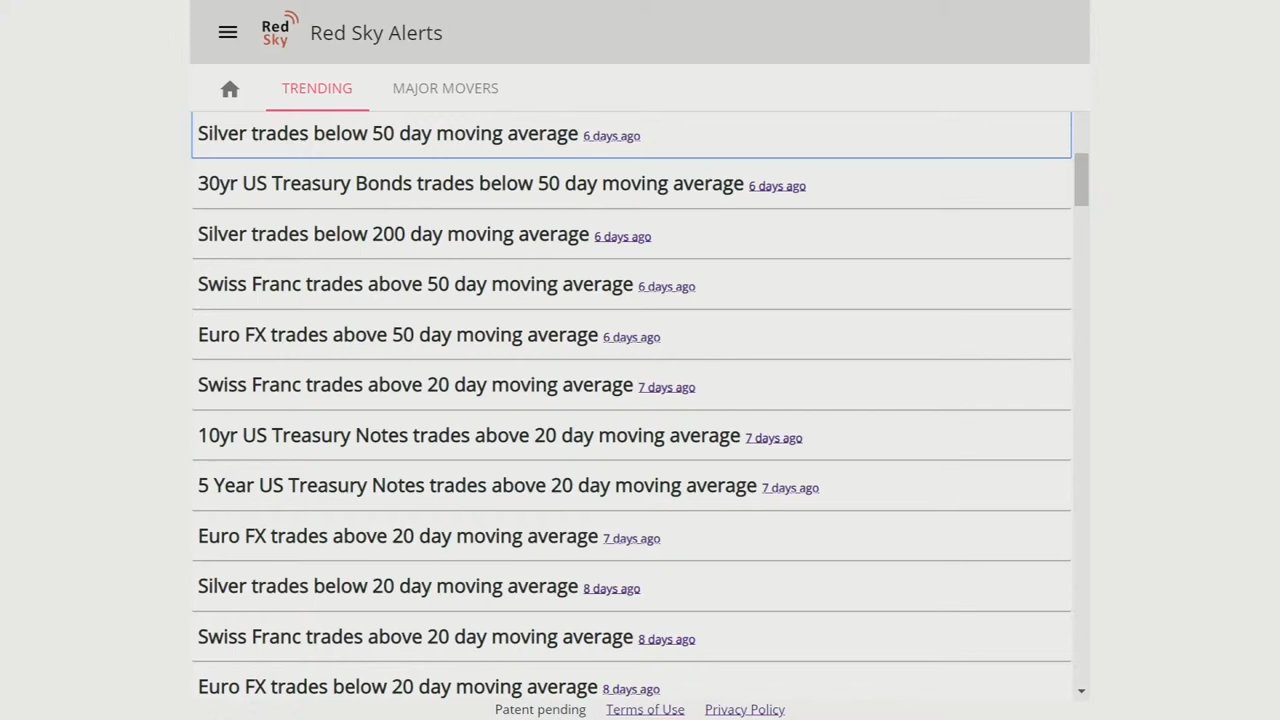 Red Sky
Red Sky Alerts
TRENDING MAJOR MOVERS
Silver trades below 50 day moving average 6 days ago
30yr US Treasury Bonds trades below 50 day moving average 6 days ago
Silver trades below 200 day moving average 6 days ago
Swiss Franc trades above 50 day moving average 6 days ago
Euro FX trades above 50 day moving average 6 days ago
Swiss Franc trades above 20 day moving average 7 days ago
10yr US Treasury Notes trades above 20 day moving average 7 days ago
5 Year US Treasury Notes trades above 20 day moving average 7 days ago
Euro FX trades above 20 day moving average 7 days ago
Silver trades below 20 day moving average 8 days ago
Swiss Franc trades above 20 day moving average 8 days ago
Euro FX trades below 20 day moving average 8 days ago
Patent pending Terms of Use Privacy Policy